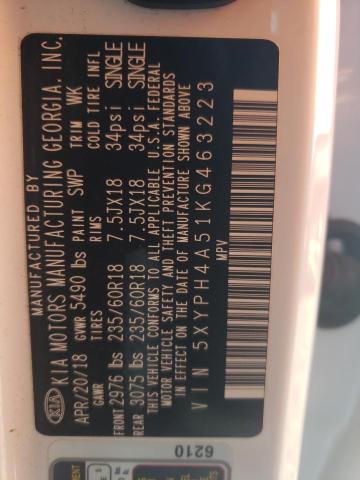 MANUFACTURED BY
KIA KIA MOTORS MANUFACTURING GEORGIA, INC.
APR/20/18 GVWR 5490 lbs PAINT SWP TRIM WK
GAWR TIRES RIMS COLD TIRE INFL
FRONT 2976 lbs 235/60R18 7.5JX18 34psi SINGLE
REAR 3075 lbs 235/60R18 7.5JX18 34psi SINGLE
THIS VEHICLE CONFORMS TO ALL APPLICABLE U.S.A. FEDERAL
MOTOR VEHICLE SAFETY AND THEFT PREVENTION STANDARDS
IN EFFECT ON THE DATE OF MANUFACTURE SHOWN ABOVE
VIN 5XYPH4A51KG463223
MPV
6210